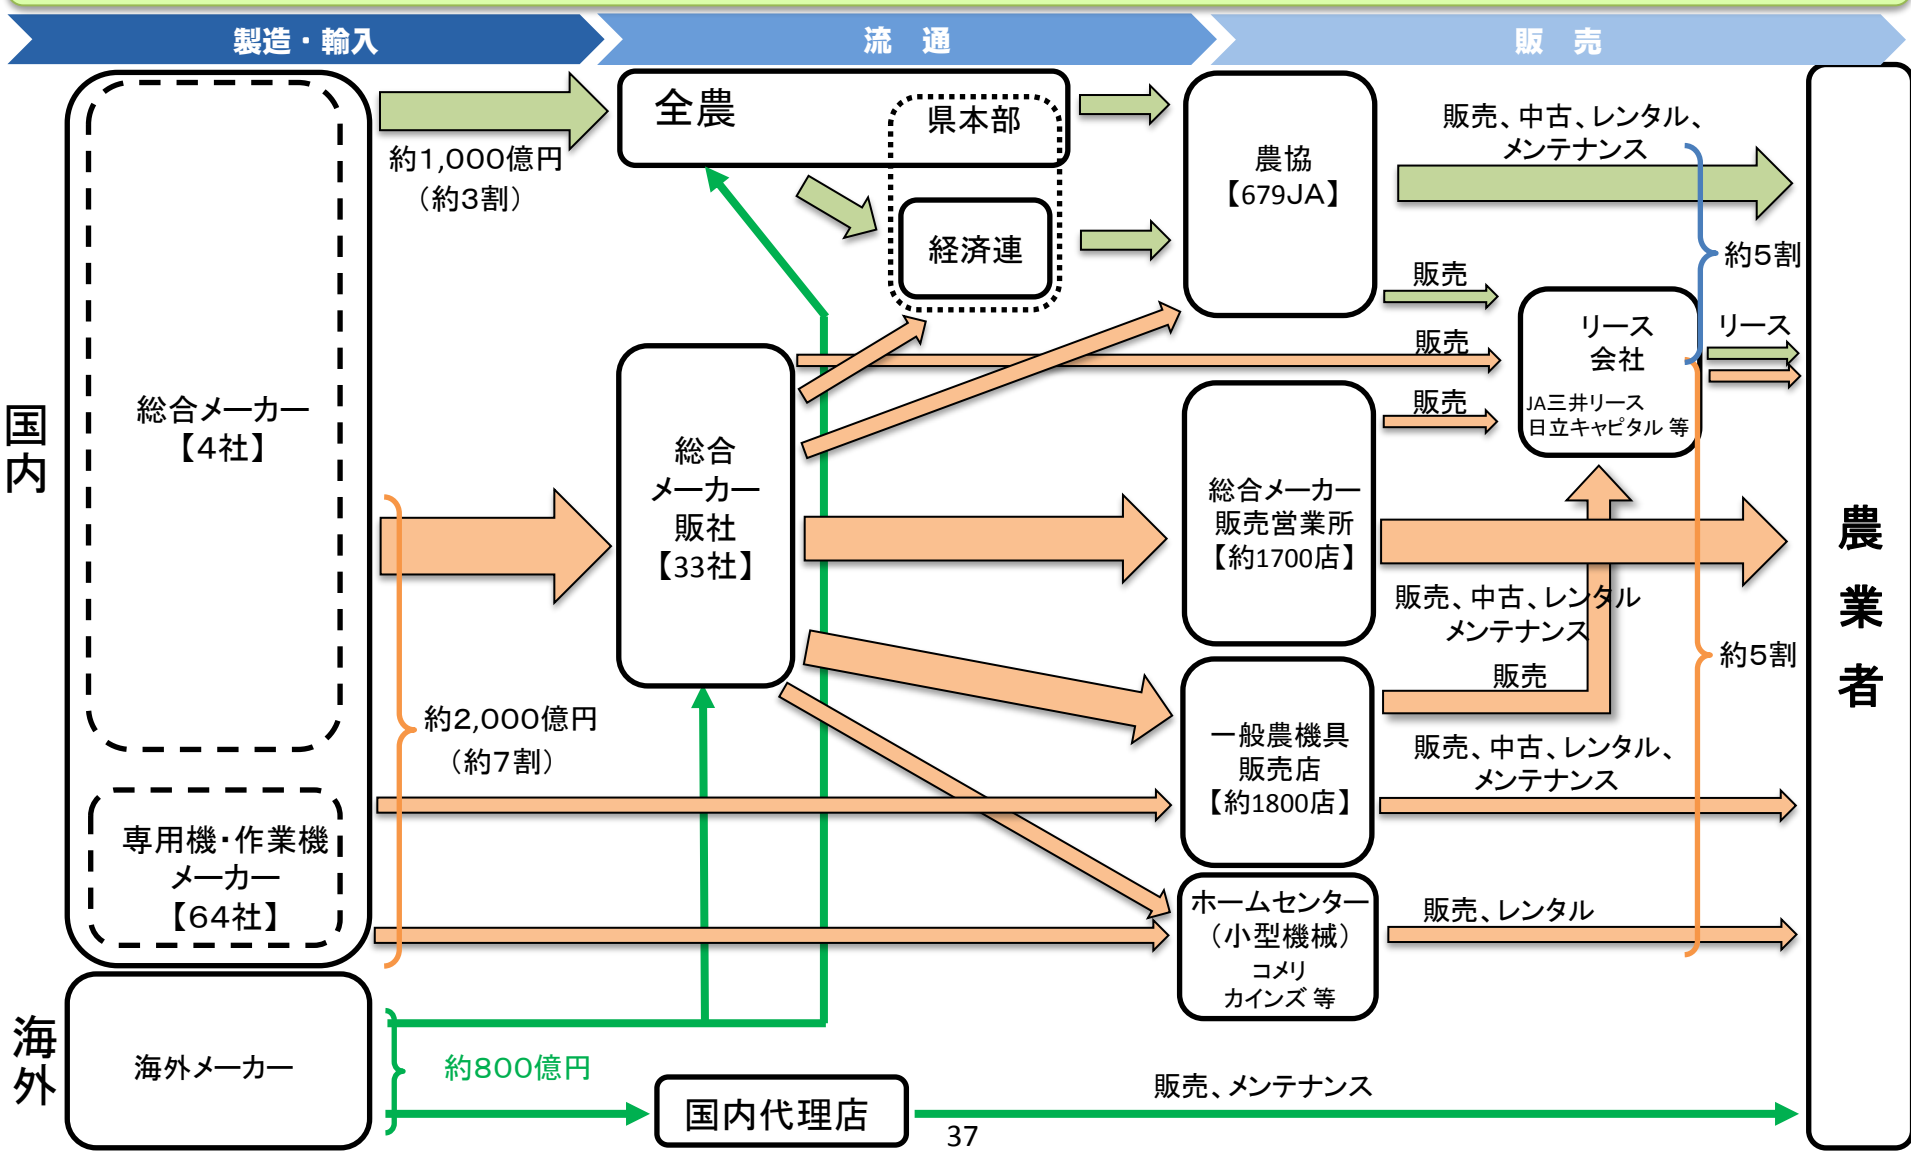 製造・輸入
流 通
販 売
国内
総合メーカー
【4社】
専用機・作業機
メーカー
【64社】
約1,000億円
(約3割)
約2,000億円
(約7割)
全農
県本部
経済連
総合
メーカー
販社
【33社】
農協
【679JA】
総合メーカー
販売営業所
【約1700店】
一般農機具
販売店
【約1800店】
ホームセンター
(小型機械)
コメリ
カインズ 等
販売、中古、レンタル、
メンテナンス
販売
販売
販売
リース
会社
JA三井リース
日立キャピタル 等
リース
約5割
販売、中古、レンタル
メンテナンス
販売
約5割
販売、中古、レンタル、
メンテナンス
販売、レンタル
農業者
海外
海外メーカー
約800億円
国内代理店
販売、メンテナンス
37